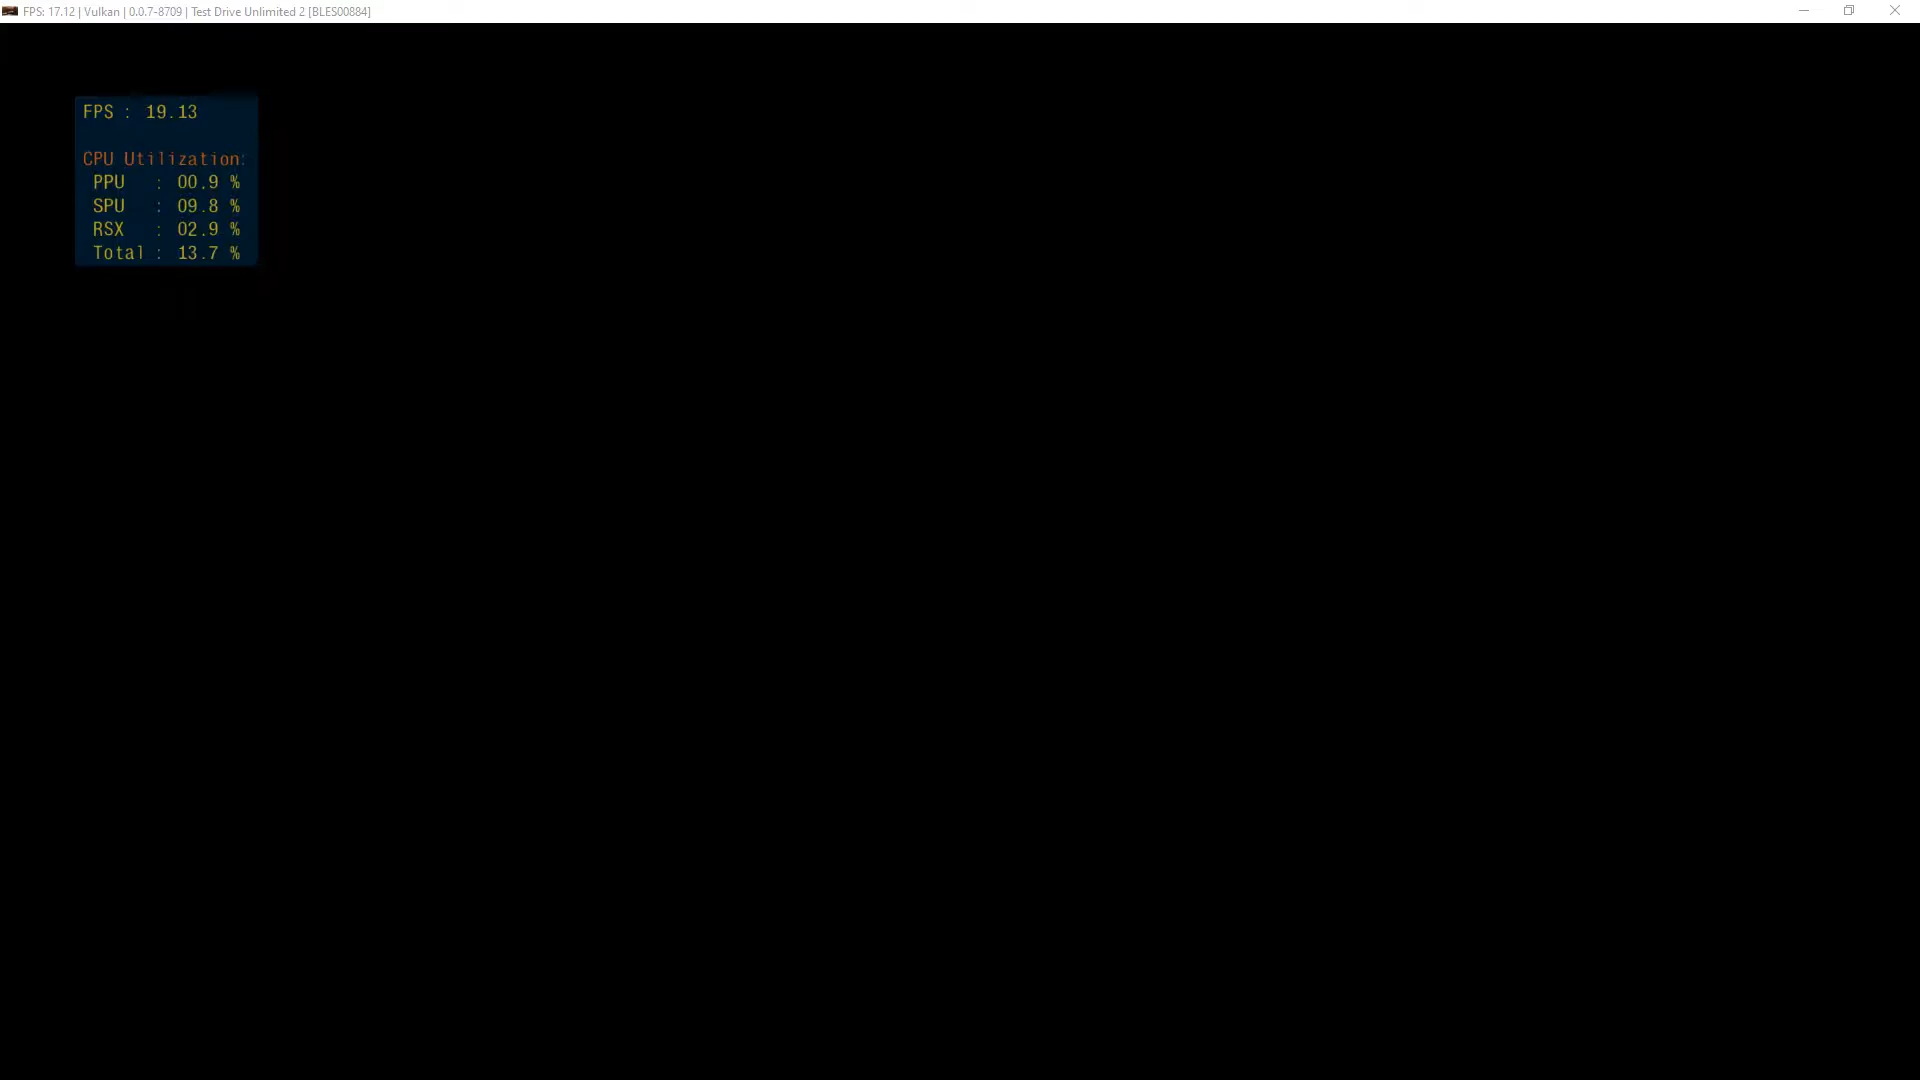 FPS: 17.12 | Vulkan | 0.0.7-8709 | Test Drive Unlimited 2 [BLES00884]
FPS : 19.13
CPU Utilization:
PPU : 00.9 %
SPU : 09.8 %
RSX : 02.9 %
Total : 13.7 %